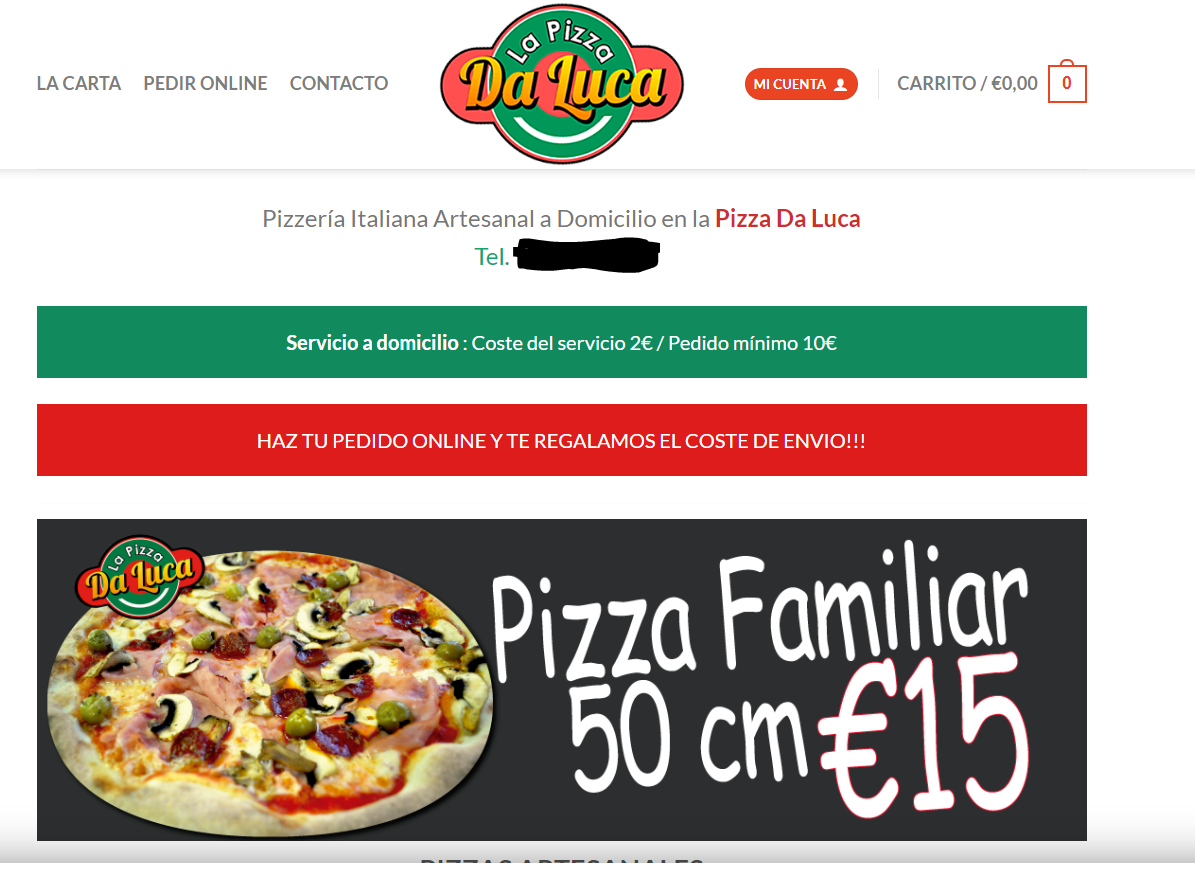 LA CARTA PEDIR ONLINE CONTACTO
La Pizza
Da Luca
MI CUENTA
CARRITO / €0,00
0
Pizzería Italiana Artesanal a Domicilio en la Pizza Da Luca
Tel.
Servicio a domicilio : Coste del servicio 2€ / Pedido mínimo 10€
HAZ TU PEDIDO ONLINE Y TE REGALAMOS EL COSTE DE ENVIO!!!
La Pizza
Da Luca
Pizza Familiar
50 cm €15
PIZZAS ARTESANALES